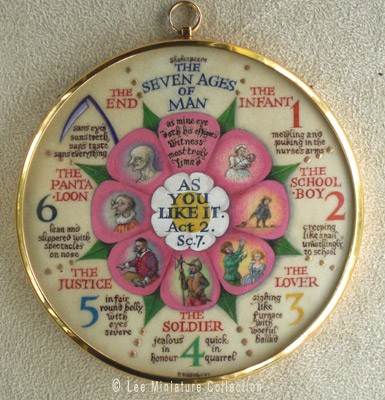 Shakespeare
THE
SEVEN AGES
OF
MAN
as mine eye
doth his effigies
Witness
most truly
limn'd
THE
INFANT
1
mewling and
puking in the
nurse's arms
THE
SCHOOL
-BOY
2
creeping
like snail
unwillingly
to school
THE
LOVER
3
sighing
like
furnace
with
woeful
ballad
THE
SOLDIER
4
jealous
in
honour
quick
in
quarrel
THE
JUSTICE
5
in fair
round belly
with
eyes
severe
THE
PANTA
-LOON
6
lean and
slippered with
spectacles
on nose
THE
END
sans eyes
sans teeth,
sans taste
sans everything
AS
YOU
LIKE IT.
Act 2.
Sc. 7.
© Lee Miniature Collection